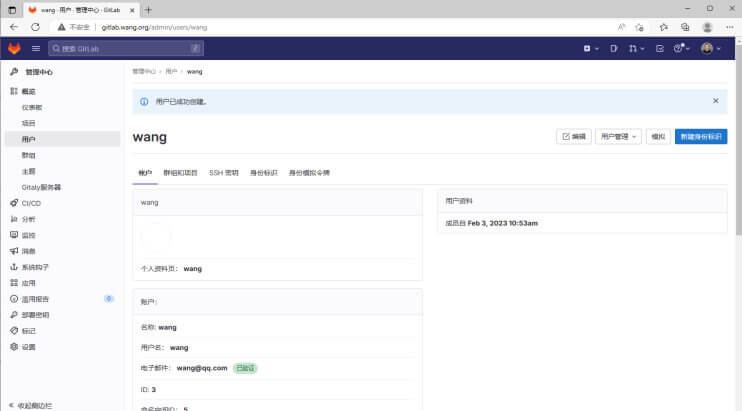 wang · 用户 · 管理中心 · GitLab
不安全 | gitlab.wang.org/admin/users/wang
搜索 GitLab /
管理中心
概览
仪表板
项目
用户
群组
主题
Gitaly服务器
CI/CD
分析
监控
消息
系统钩子
应用
滥用报告 0
部署密钥
标记
设置
收起侧边栏
管理中心 › 用户 › wang
用户已成功创建。
wang
编辑 用户管理 模拟 新建身份标识
帐户 群组和项目 SSH 密钥 身份标识 身份模拟令牌
wang
个人资料页： wang
账户：
名称: wang
用户名： wang
电子邮件： wang@qq.com 已验证
ID: 3
命名空间ID： 5
用户资料
成员自 Feb 3, 2023 10:53am